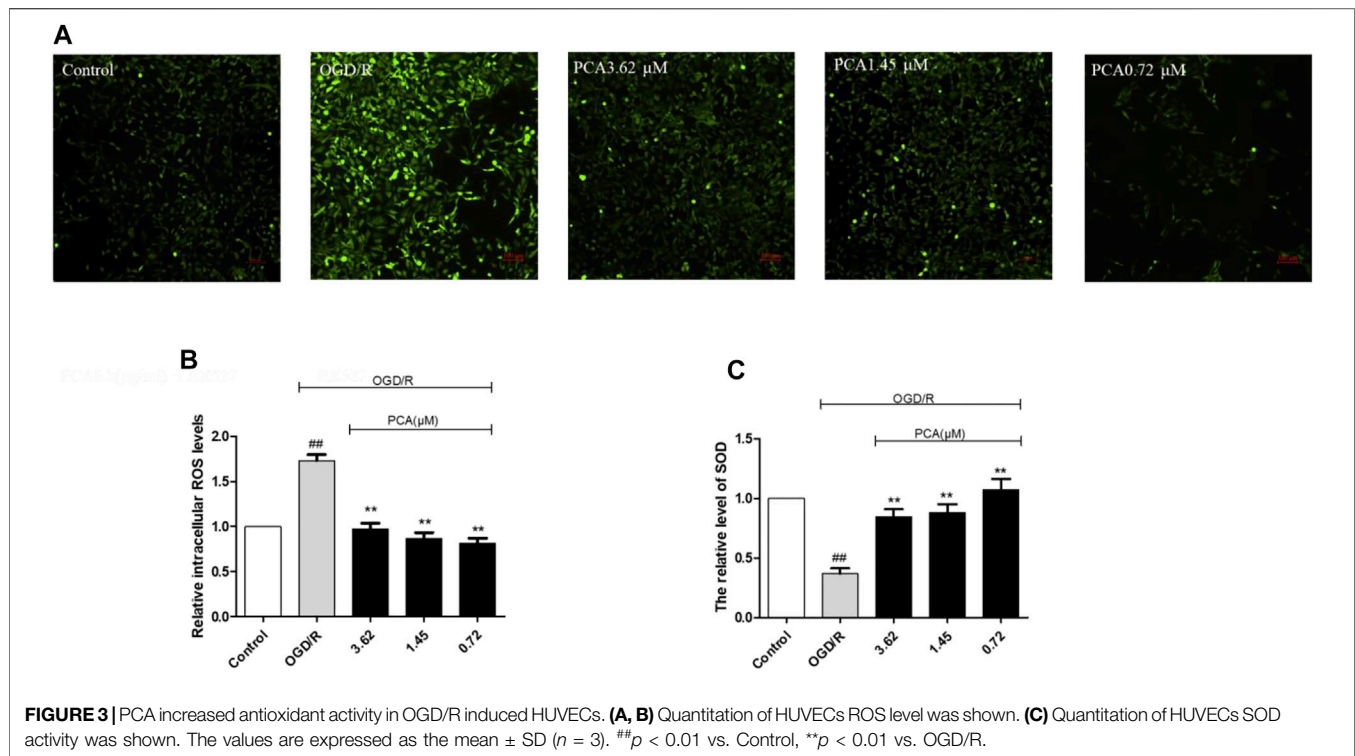 A
Control
OGD/R
PCA3.62 µM
PCA1.45 µM
PCA0.72 µM
B
OGD/R
PCA(µM)
Relative intracellular ROS levels
2.0
1.5
1.0
0.5
0.0
##
**
**
**
Control
OGD/R
3.62
1.45
0.72
C
OGD/R
PCA(µM)
The relative level of SOD
1.5
1.0
0.5
0.0
##
**
**
**
Control
OGD/R
3.62
1.45
0.72
FIGURE 3 | PCA increased antioxidant activity in OGD/R induced HUVECs. (A, B) Quantitation of HUVECs ROS level was shown. (C) Quantitation of HUVECs SOD
activity was shown. The values are expressed as the mean ± SD (n = 3). ##p < 0.01 vs. Control, **p < 0.01 vs. OGD/R.